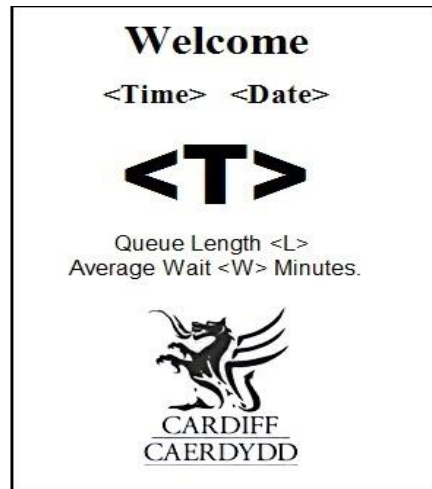 Welcome
<Time> <Date>
<T>
Queue Length <L>
Average Wait <W> Minutes.
CARDIFF
CAERDYDD